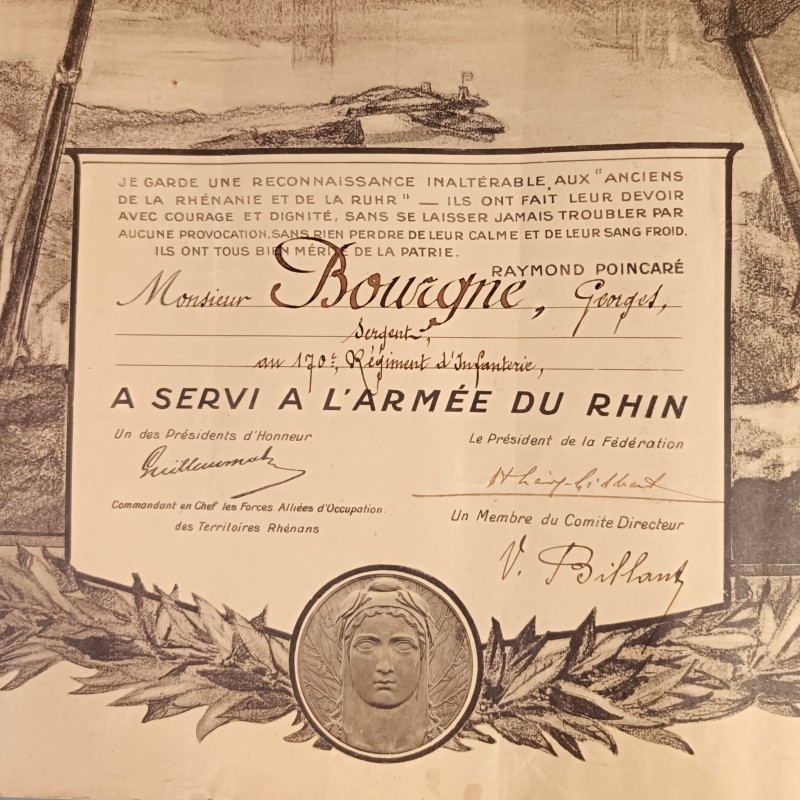 JE GARDE UNE RECONNAISSANCE INALTÉRABLE AUX "ANCIENS
DE LA RHÉNANIE ET DE LA RUHR" — ILS ONT FAIT LEUR DEVOIR
AVEC COURAGE ET DIGNITÉ, SANS SE LAISSER JAMAIS TROUBLER PAR
AUCUNE PROVOCATION, SANS RIEN PERDRE DE LEUR CALME ET DE LEUR SANG FROID.
ILS ONT TOUS BIEN MÉRITÉ DE LA PATRIE.
RAYMOND POINCARÉ
Monsieur Bourgne, Georges,
Sergent,
au 170e Régiment d'Infanterie,
A SERVI A L'ARMÉE DU RHIN
Un des Présidents d'Honneur
Guillaumat
Commandant en Chef les Forces Alliées d'Occupation
des Territoires Rhénans
Le Président de la Fédération
Un Membre du Comite Directeur
V. Billant